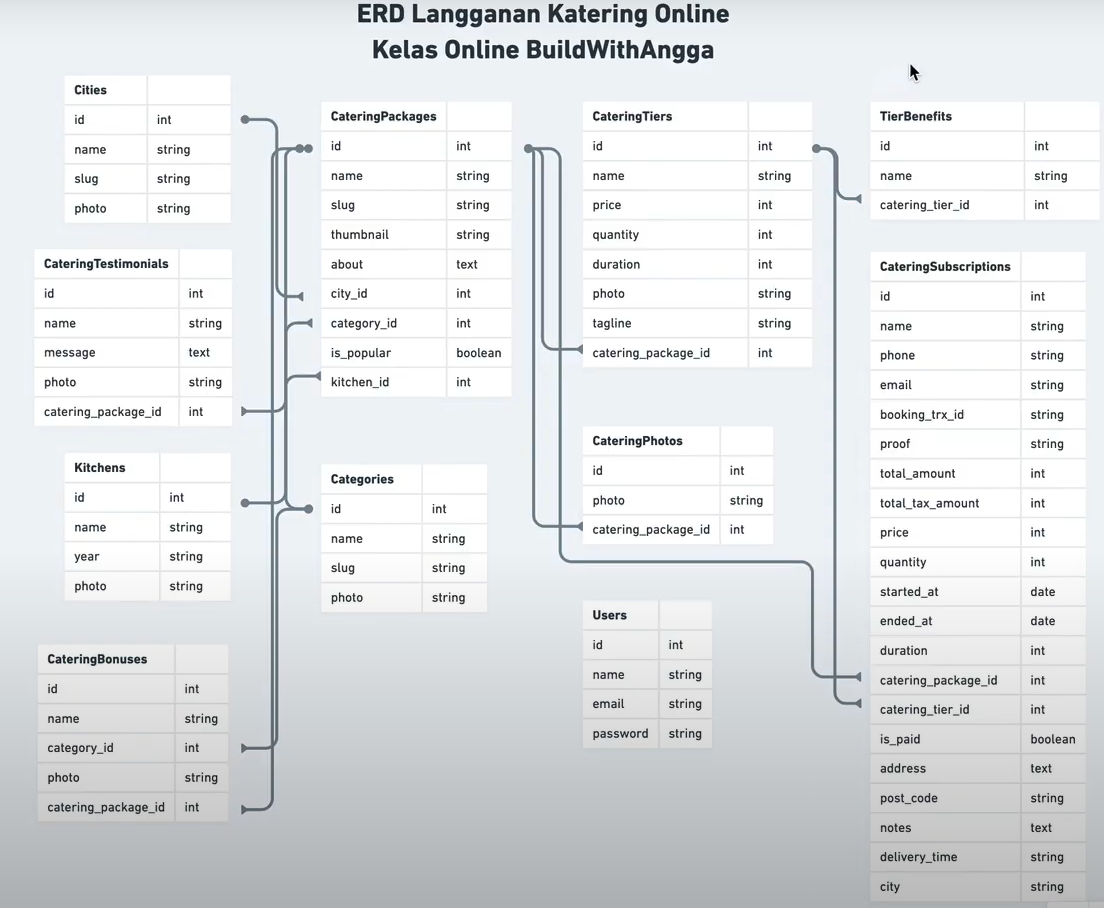 ERD Langganan Katering Online
Kelas Online BuildWithAngga
Cities
id int
name string
slug string
photo string
CateringTestimonials
id int
name string
message text
photo string
catering_package_id int
Kitchens
id int
name string
year string
photo string
CateringBonuses
id int
name string
category_id int
photo string
catering_package_id int
CateringPackages
id int
name string
slug string
thumbnail string
about text
city_id int
category_id int
is_popular boolean
kitchen_id int
Categories
id int
name string
slug string
photo string
CateringTiers
id int
name string
price int
quantity int
duration int
photo string
tagline string
catering_package_id int
CateringPhotos
id int
photo string
catering_package_id int
Users
id int
name string
email string
password string
TierBenefits
id int
name string
catering_tier_id int
CateringSubscriptions
id int
name string
phone string
email string
booking_trx_id string
proof string
total_amount int
total_tax_amount int
price int
quantity int
started_at date
ended_at date
duration int
catering_package_id int
catering_tier_id int
is_paid boolean
address text
post_code string
notes text
delivery_time string
city string